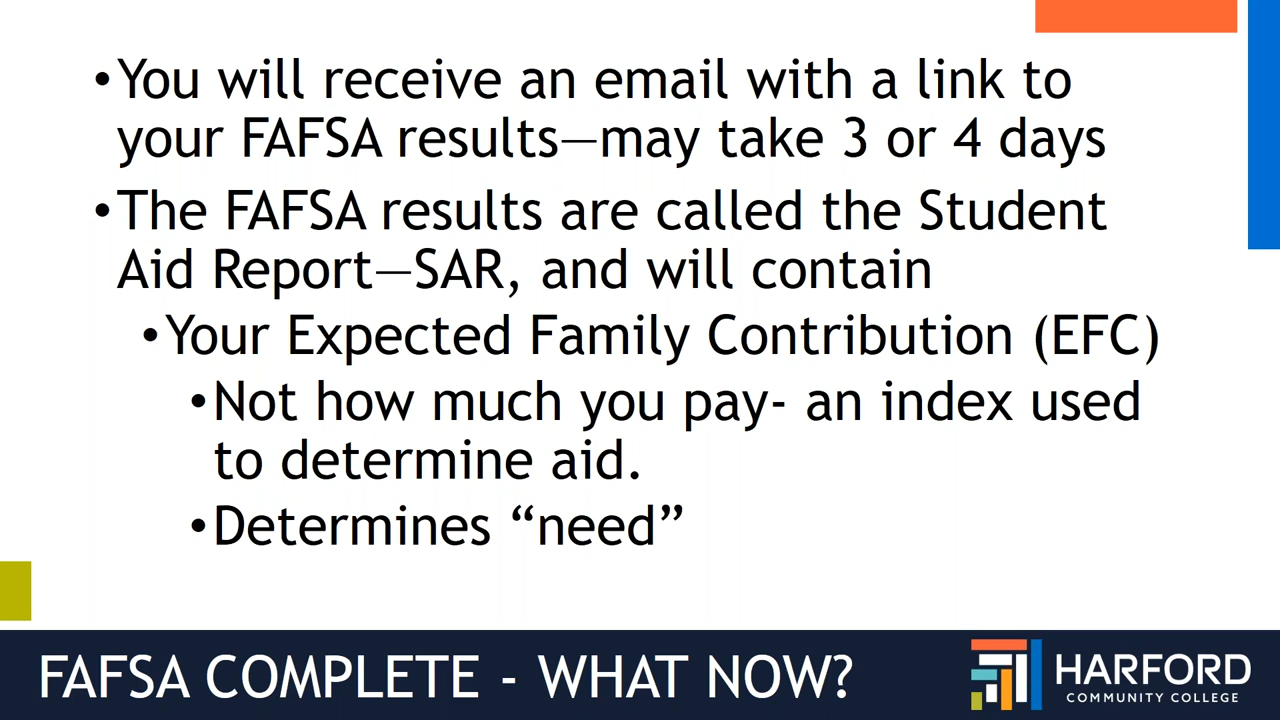 •You will receive an email with a link to
your FAFSA results—may take 3 or 4 days
•The FAFSA results are called the Student
Aid Report—SAR, and will contain
•Your Expected Family Contribution (EFC)
•Not how much you pay- an index used
to determine aid.
•Determines “need”
FAFSA COMPLETE - WHAT NOW?
HARFORD
COMMUNITY COLLEGE